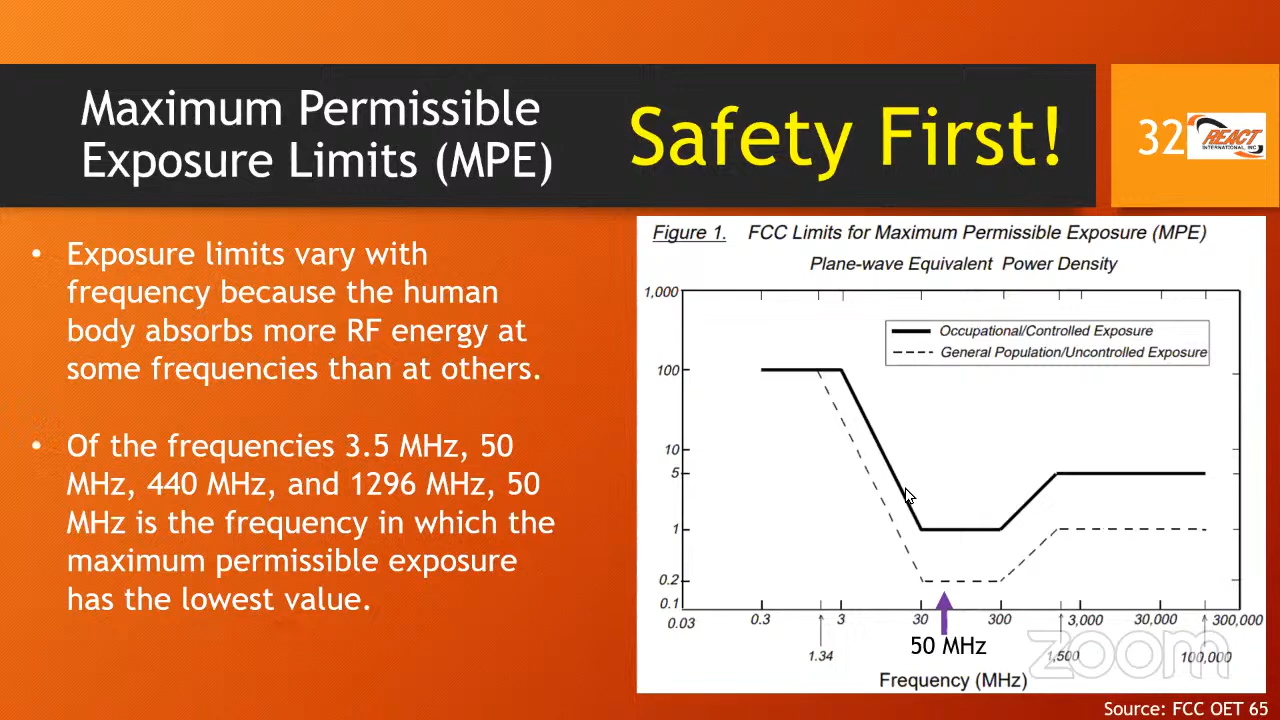 Maximum Permissible
Exposure Limits (MPE)
Safety First!
32
REACT
INTERNATIONAL, INC
• Exposure limits vary with
frequency because the human
body absorbs more RF energy at
some frequencies than at others.
• Of the frequencies 3.5 MHz, 50
MHz, 440 MHz, and 1296 MHz, 50
MHz is the frequency in which the
maximum permissible exposure
has the lowest value.
Figure 1. FCC Limits for Maximum Permissible Exposure (MPE)
Plane-wave Equivalent Power Density
1,000
Occupational/Controlled Exposure
General Population/Uncontrolled Exposure
100
10
5
1
0.2
0.1
0.03 0.3 3 30 300 3,000 30,000 300,000
50 MHz
1.34 1,500 100,000
zoom
Frequency (MHz)
Source: FCC OET 65